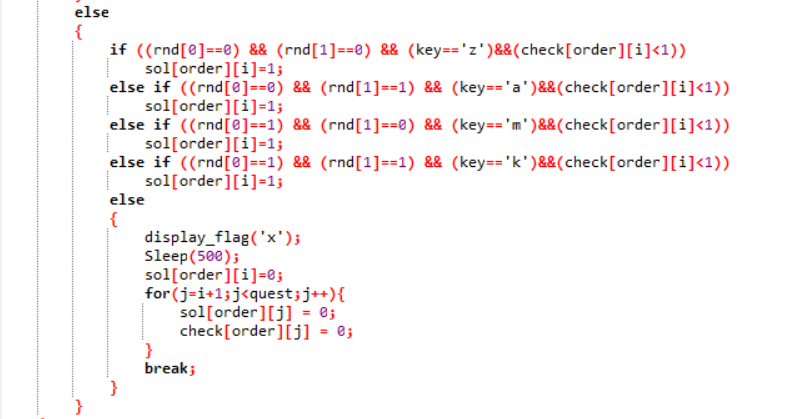 else
{
if ((rnd[0]==0) && (rnd[1]==0) && (key=='z')&&(check[order][i]<1))
sol[order][i]=1;
else if ((rnd[0]==0) && (rnd[1]==1) && (key=='a')&&(check[order][i]<1))
sol[order][i]=1;
else if ((rnd[0]==1) && (rnd[1]==0) && (key=='m')&&(check[order][i]<1))
sol[order][i]=1;
else if ((rnd[0]==1) && (rnd[1]==1) && (key=='k')&&(check[order][i]<1))
sol[order][i]=1;
else
{
display_flag('x');
Sleep(500);
sol[order][i]=0;
for(j=i+1;j<quest;j++){
sol[order][j] = 0;
check[order][j] = 0;
}
break;
}
}